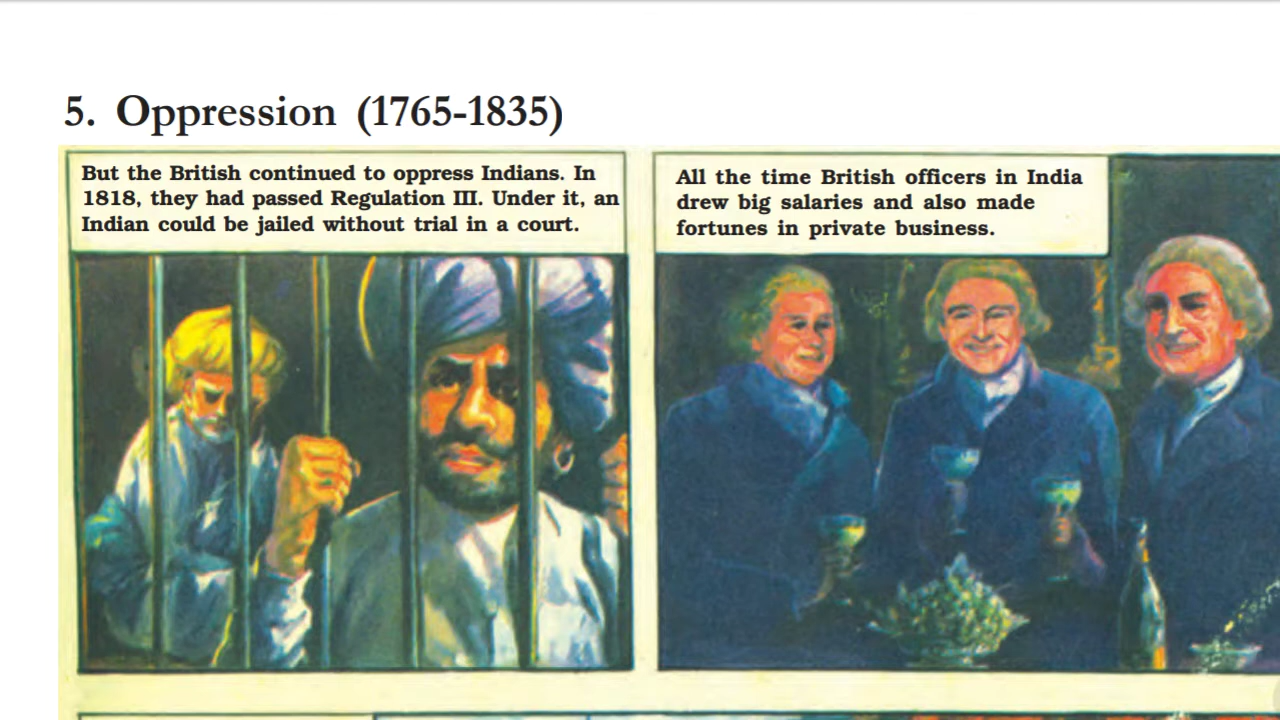 5. Oppression (1765-1835)
But the British continued to oppress Indians. In
1818, they had passed Regulation III. Under it, an
Indian could be jailed without trial in a court.
All the time British officers in India
drew big salaries and also made
fortunes in private business.